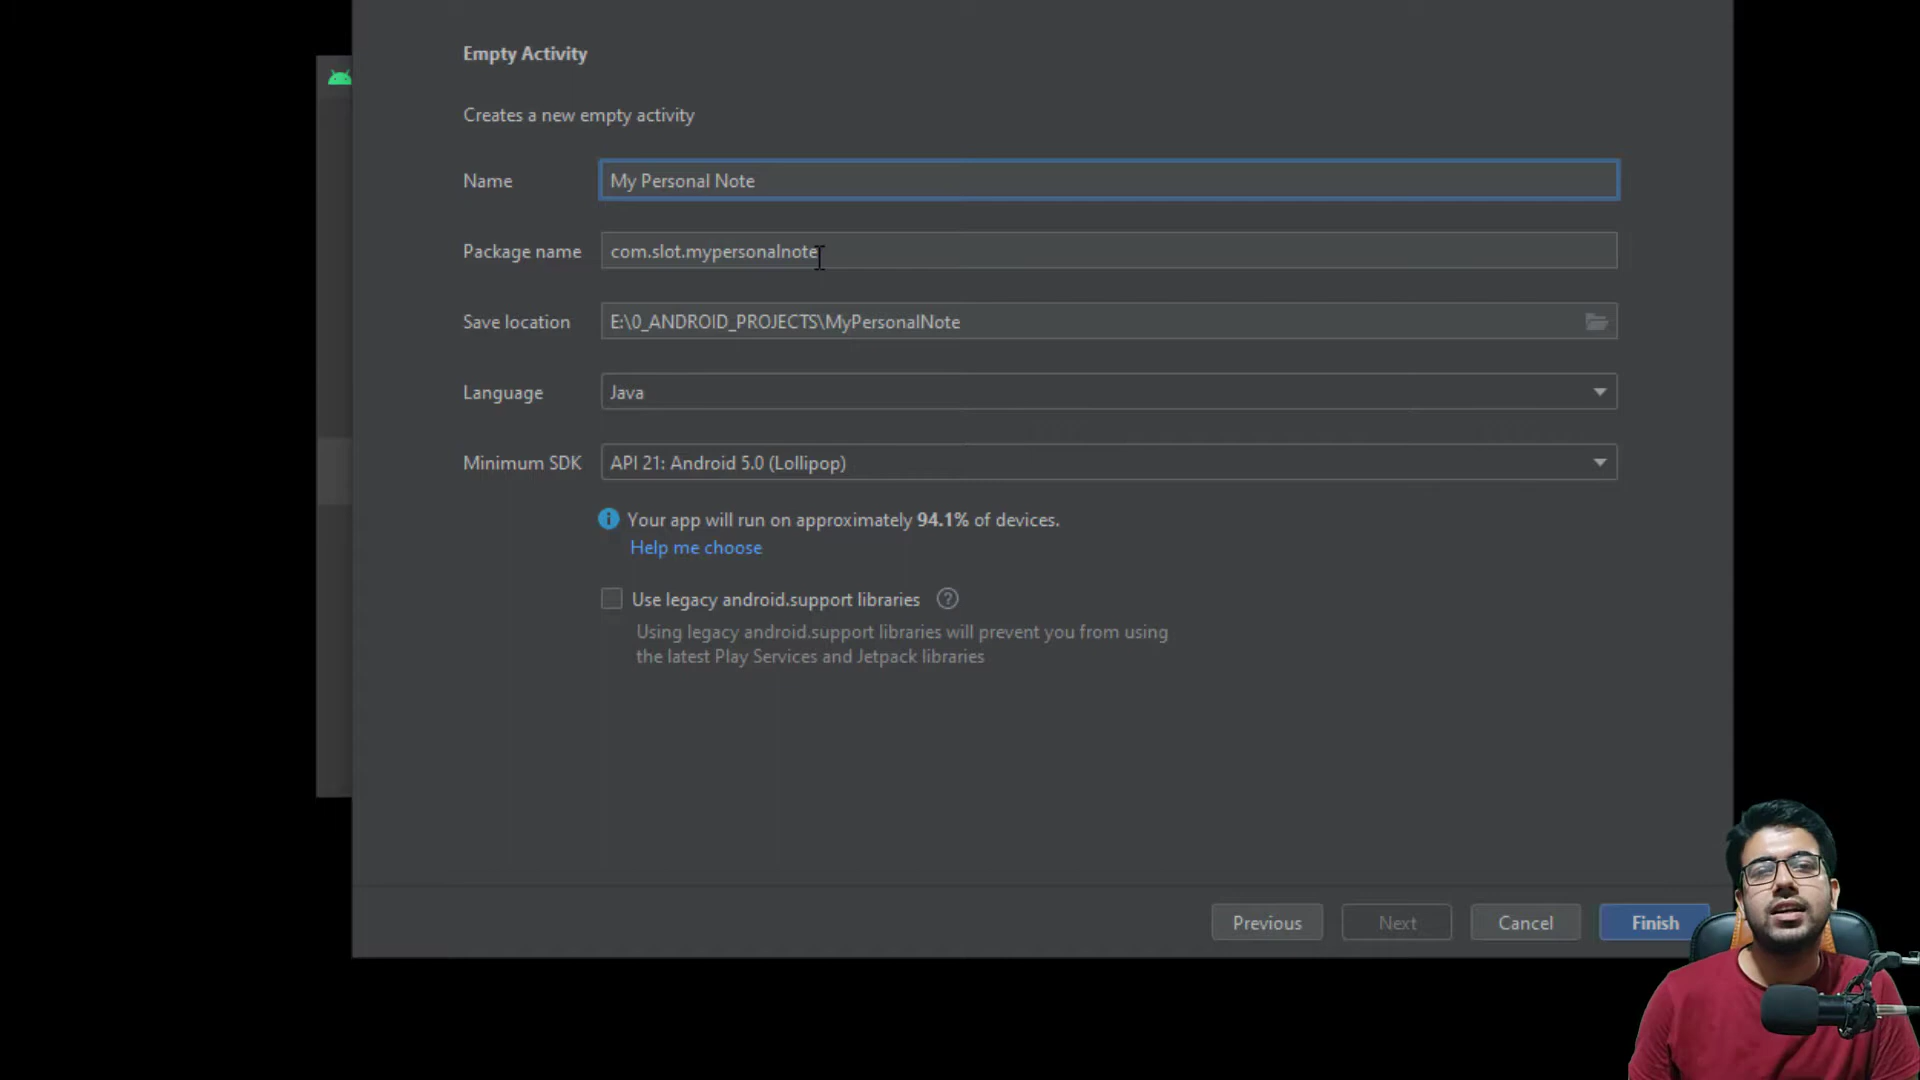 Empty Activity
Creates a new empty activity
Name
My Personal Note
Package name
com.slot.mypersonalnote
Save location
E:\0_ANDROID_PROJECTS\MyPersonalNote
Language
Java
Minimum SDK
API 21: Android 5.0 (Lollipop)
Your app will run on approximately 94.1% of devices.
Help me choose
Use legacy android.support libraries
Using legacy android.support libraries will prevent you from using
the latest Play Services and Jetpack libraries
Previous
Next
Cancel
Finish